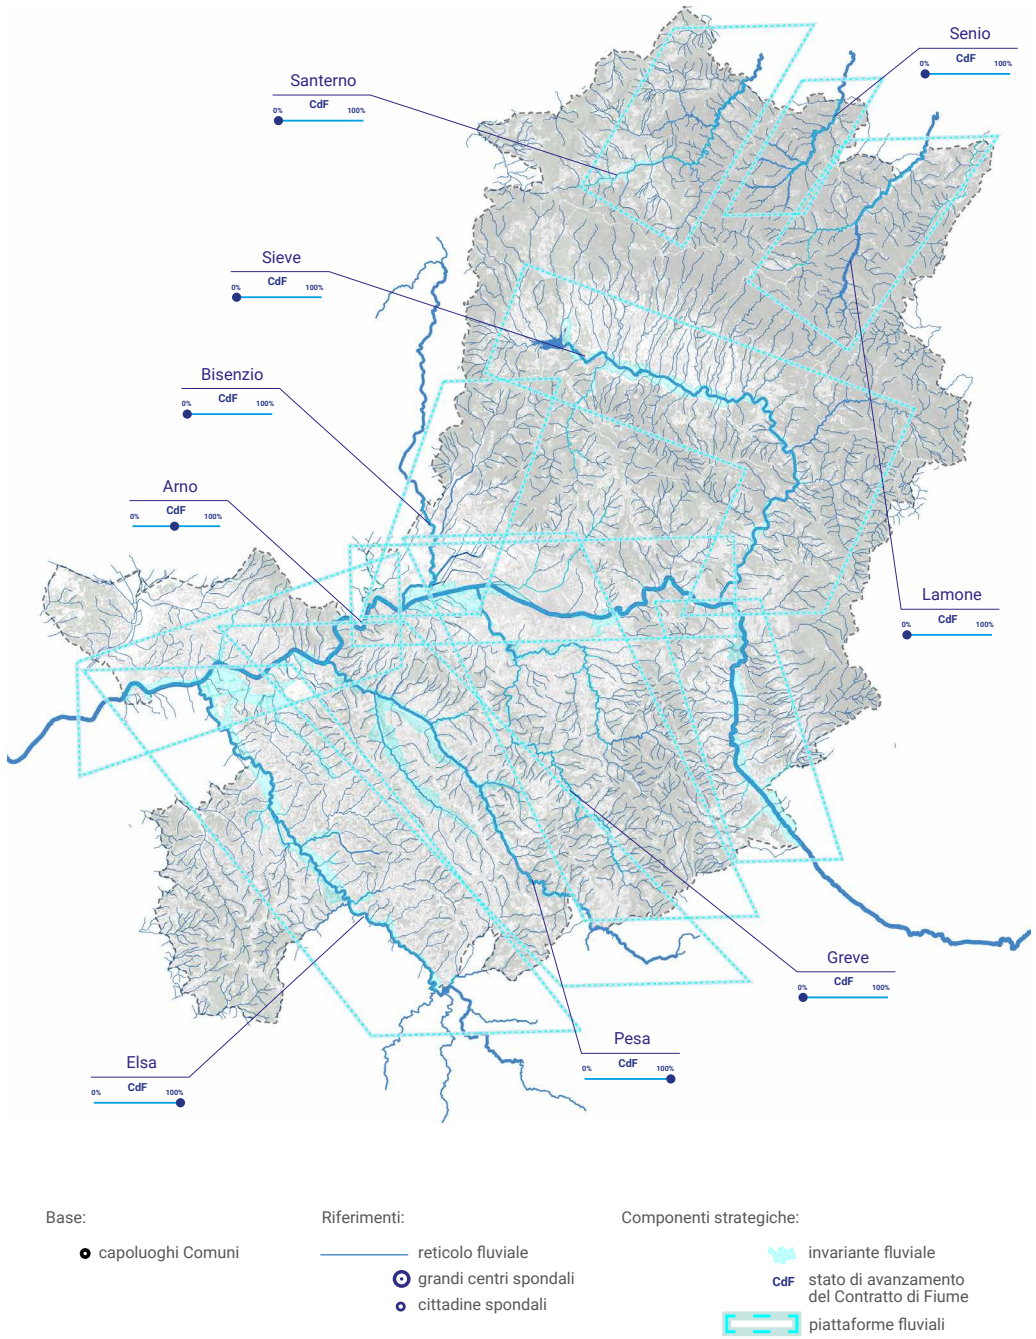 Senio
CdF
0% 100%
Santerno
CdF
0% 100%
Sieve
CdF
0% 100%
Bisenzio
CdF
0% 100%
Arno
CdF
0% 100%
Lamone
CdF
0% 100%
Greve
CdF
0% 100%
Pesa
CdF
0% 100%
Elsa
CdF
0% 100%
Base:
capoluoghi Comuni
Riferimenti:
reticolo fluviale
grandi centri spondali
cittadine spondali
Componenti strategiche:
invariante fluviale
CdF stato di avanzamento
del Contratto di Fiume
piattaforme fluviali